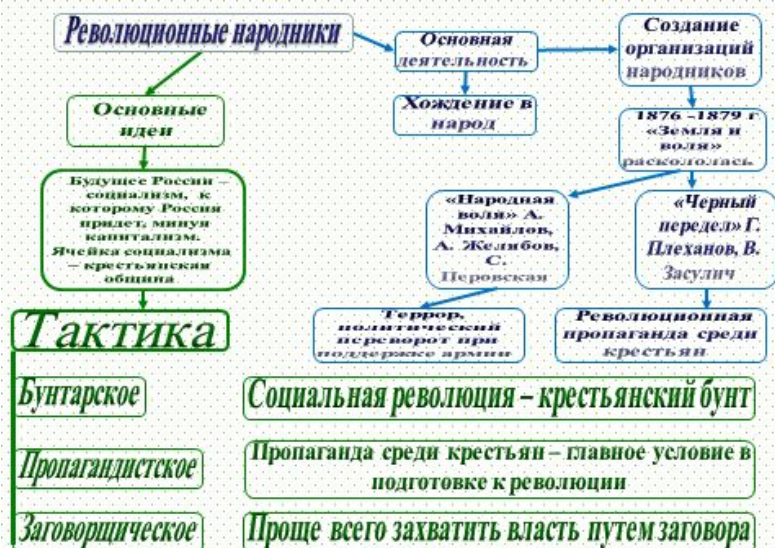 Революционные народники
Основная
деятельность
Создание
организаций
народников
Основные
идеи
Хождение в
народ
1876 –1879 г
«Земля и
воля»
раскололась
Будущее России –
социализм, к
которому Россия
придет, минуя
капитализм.
Ячейка социализма
– крестьянская
община
«Народная
воля» А.
Михайлов,
А. Желябов,
С.
Перовская
«Черный
передел» Г.
Плеханов, В.
Засулич
Террор,
политический
переворот при
поддержке армии
Революционная
пропаганда среди
крестьян
Тактика
Бунтарское
Социальная революция – крестьянский бунт
Пропагандистское
Пропаганда среди крестьян – главное условие в
подготовке к революции
Заговорщическое
Проще всего захватить власть путем заговора